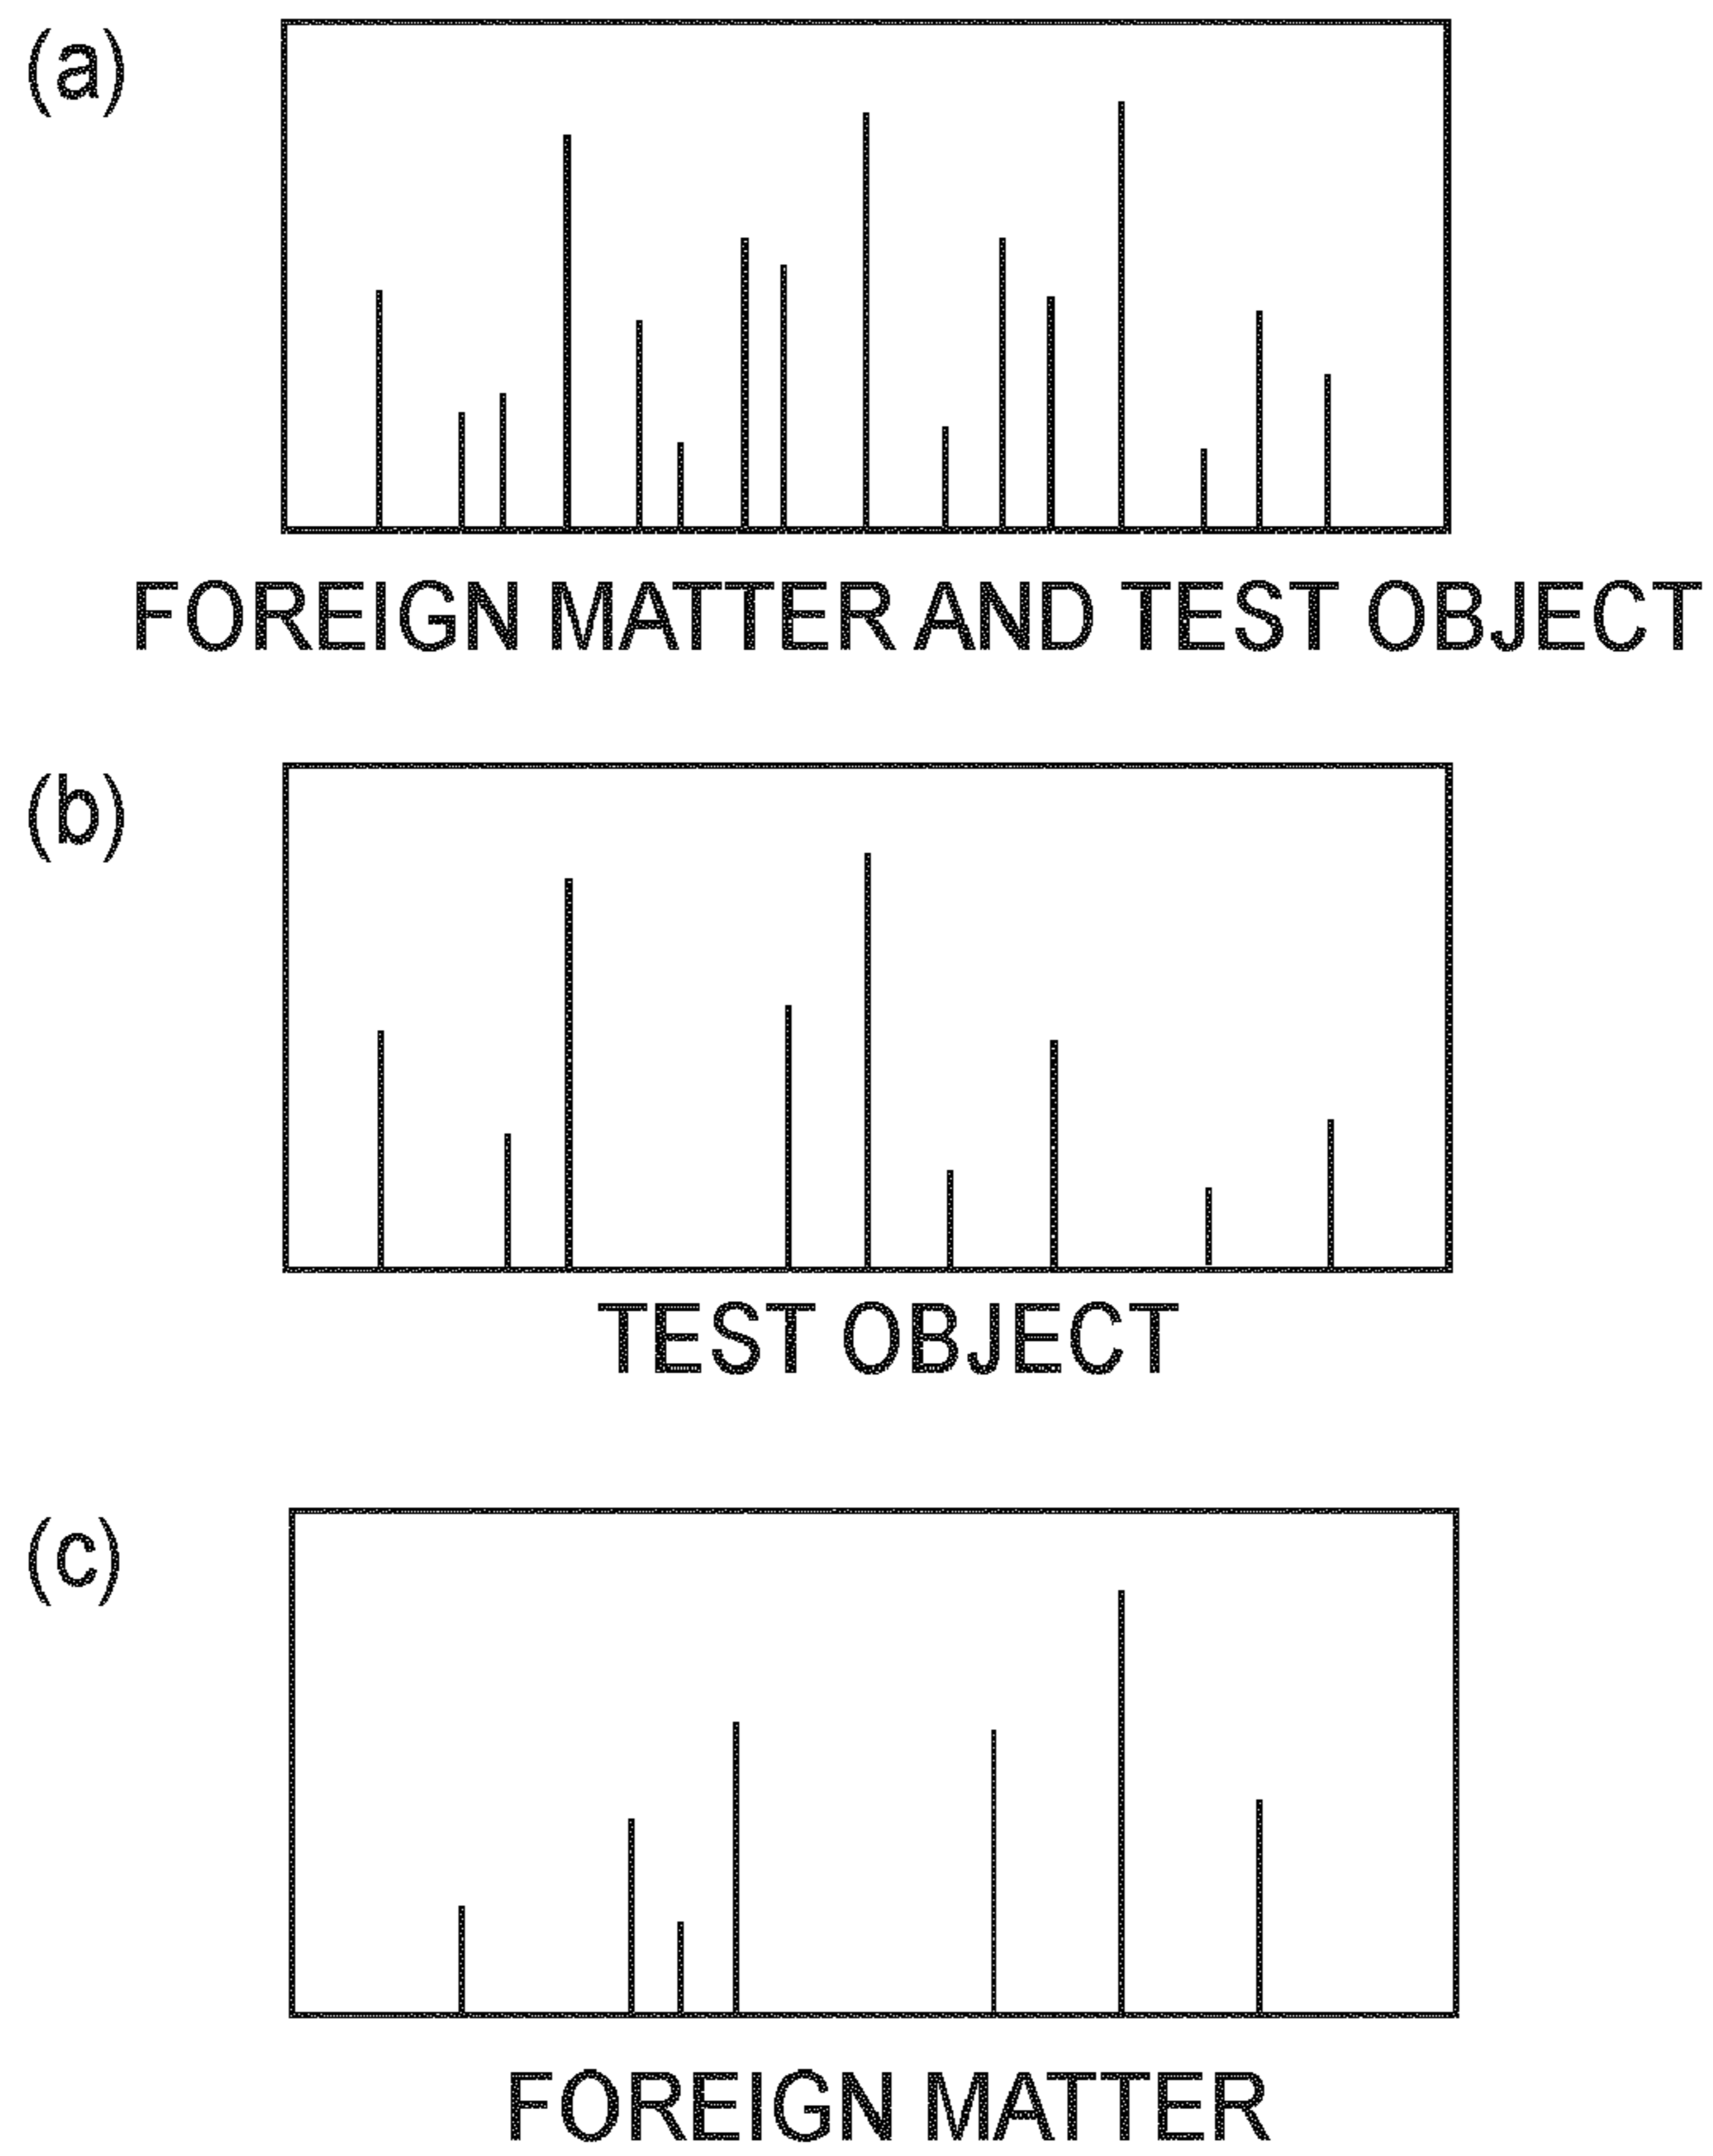 (a)
FOREIGN MATTER AND TEST OBJECT
(b)
TEST OBJECT
(c)
FOREIGN MATTER